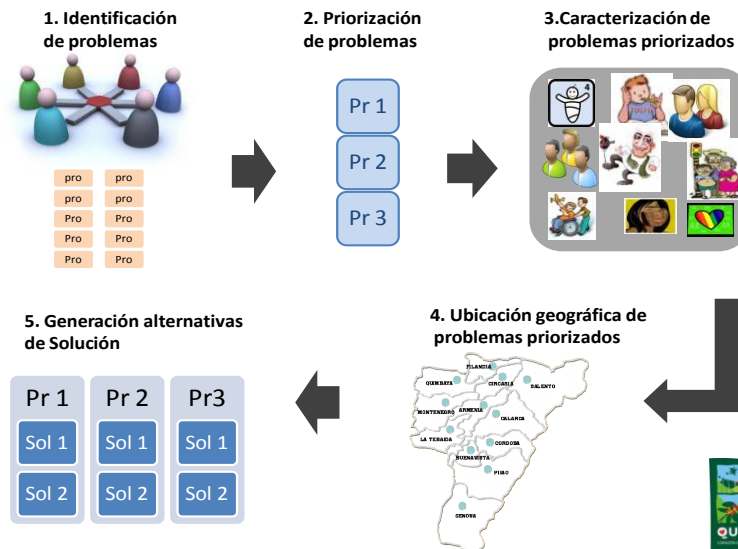 1. Identificación
de problemas
2. Priorización
de problemas
3.Caracterización de
problemas priorizados
pro pro
pro pro
Pro Pro
Pro Pro
Pro Pro
Pr 1
Pr 2
Pr 3
4
4. Ubicación geográfica de
problemas priorizados
FILANDIA
QUIMBAYA
CIRCASIA
SALENTO
MONTENEGRO
ARMENIA
CALARCA
LA TEBAIDA
CORDOBA
BUENAVISTA
PIJAO
GENOVA
5. Generación alternativas
de Solución
Pr 1 Pr 2 Pr3
Sol 1 Sol 1 Sol 1
Sol 2 Sol 2 Sol 2
QU